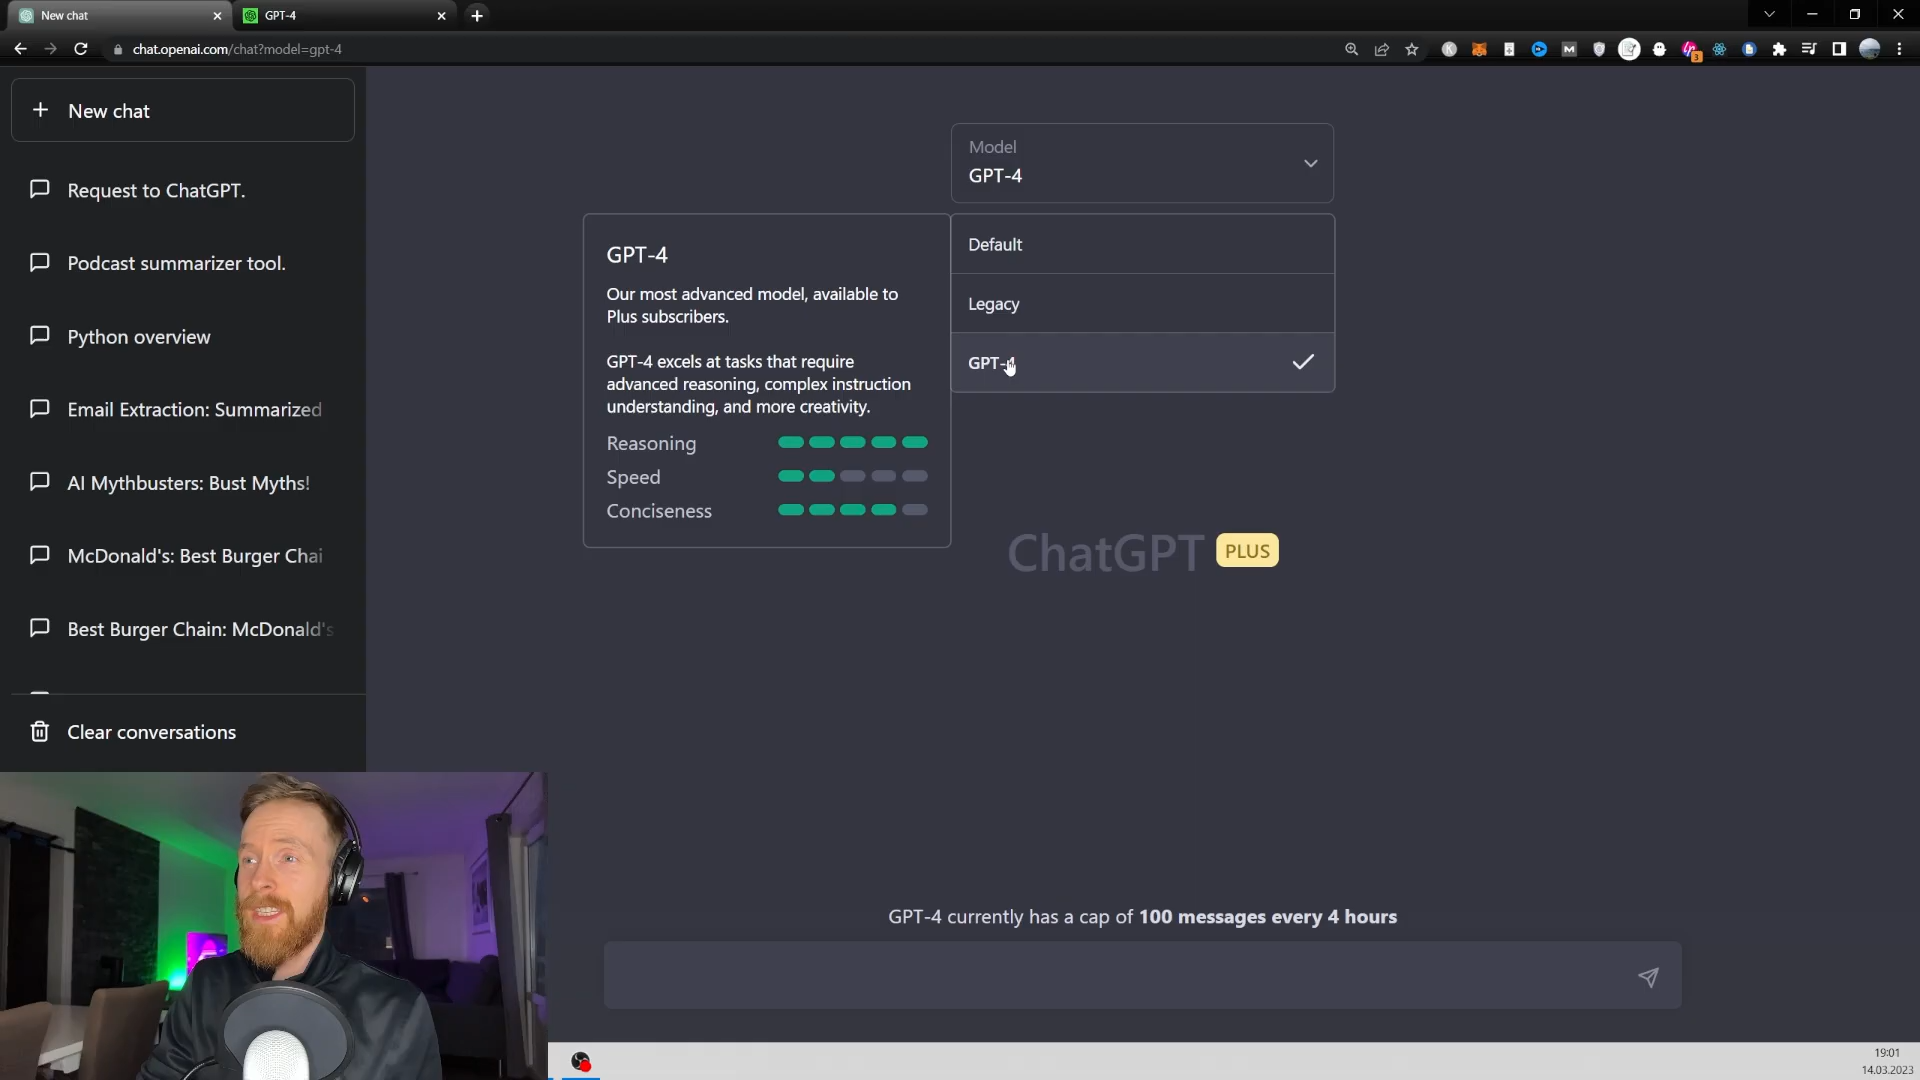 New chat
GPT-4
chat.openai.com/chat?model=gpt-4
3
New chat
Request to ChatGPT.
Podcast summarizer tool.
Python overview
Email Extraction: Summarized
AI Mythbusters: Bust Myths!
McDonald's: Best Burger Chai
Best Burger Chain: McDonald's
Clear conversations
Model
GPT-4
Default
Legacy
GPT-4
GPT-4
Our most advanced model, available to
Plus subscribers.
GPT-4 excels at tasks that require
advanced reasoning, complex instruction
understanding, and more creativity.
Reasoning
Speed
Conciseness
ChatGPT PLUS
GPT-4 currently has a cap of 100 messages every 4 hours
19:01
14.03.2023